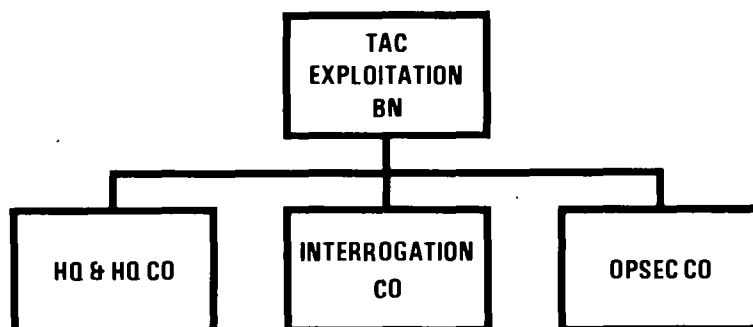 TAC
EXPLOITATION
BN
HQ & HQ CO
INTERROGATION
CO
OPSEC CO